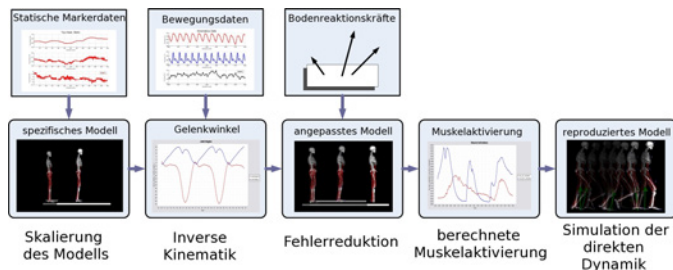 Statische Markerdaten
Bewegungsdaten
Bodenreaktionskräfte
spezifisches Modell
Gelenkwinkel
angepasstes Modell
Muskelaktivierung
reproduziertes Modell
Skalierung
des Modells
Inverse
Kinematik
Fehlerreduktion
berechnete
Muskelaktivierung
Simulation der
direkten
Dynamik